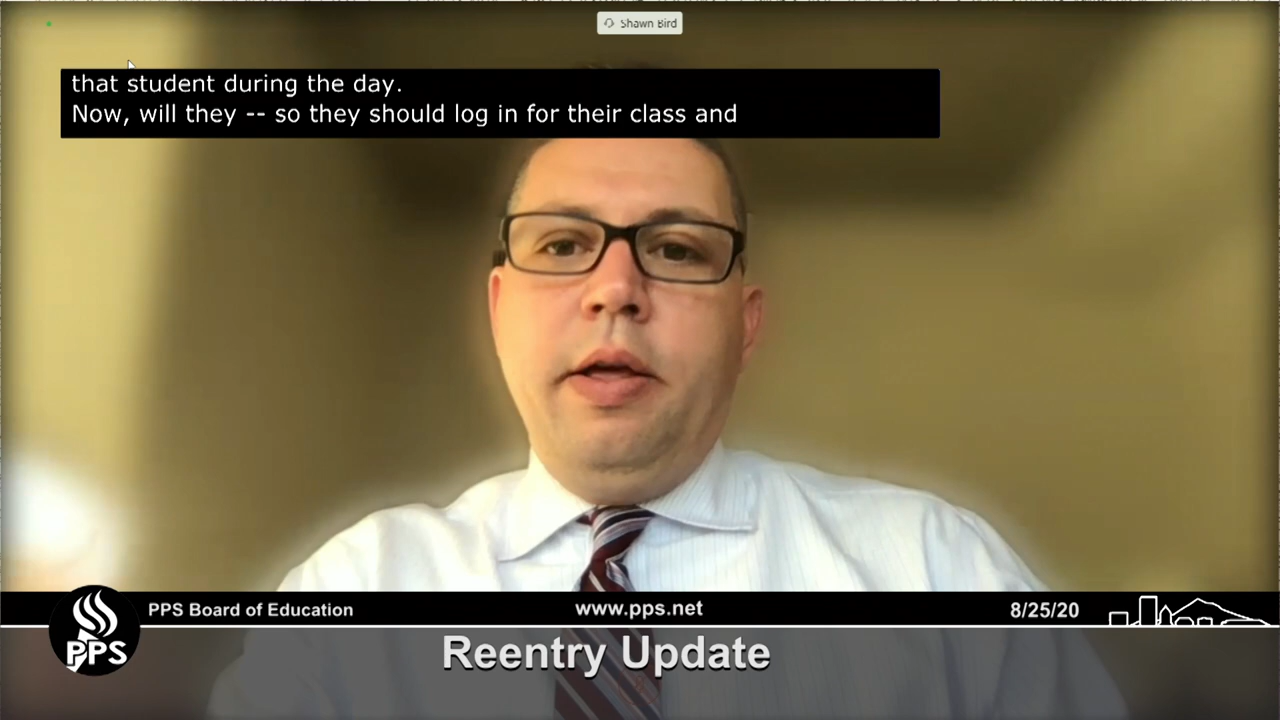 Shawn Bird
that student during the day.
Now, will they -- so they should log in for their class and
PPS Board of Education
www.pps.net
8/25/20
PPS
Reentry Update